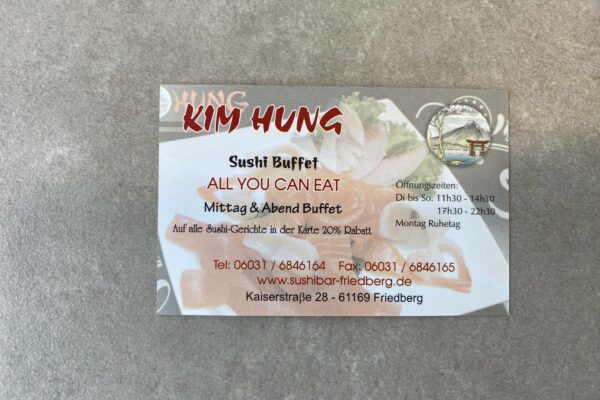 HUNG
KIM HUNG
Sushi Buffet
ALL YOU CAN EAT
Mittag & Abend Buffet
Auf alle Sushi-Gerichte in der Karte 20% Rabatt
Öffnungszeiten:
Di bis So. 11h30 - 14h30
17h30 - 22h30
Montag Ruhetag
Tel: 06031 / 6846164 Fax: 06031 / 6846165
www.sushibar-friedberg.de
Kaiserstraße 28 - 61169 Friedberg